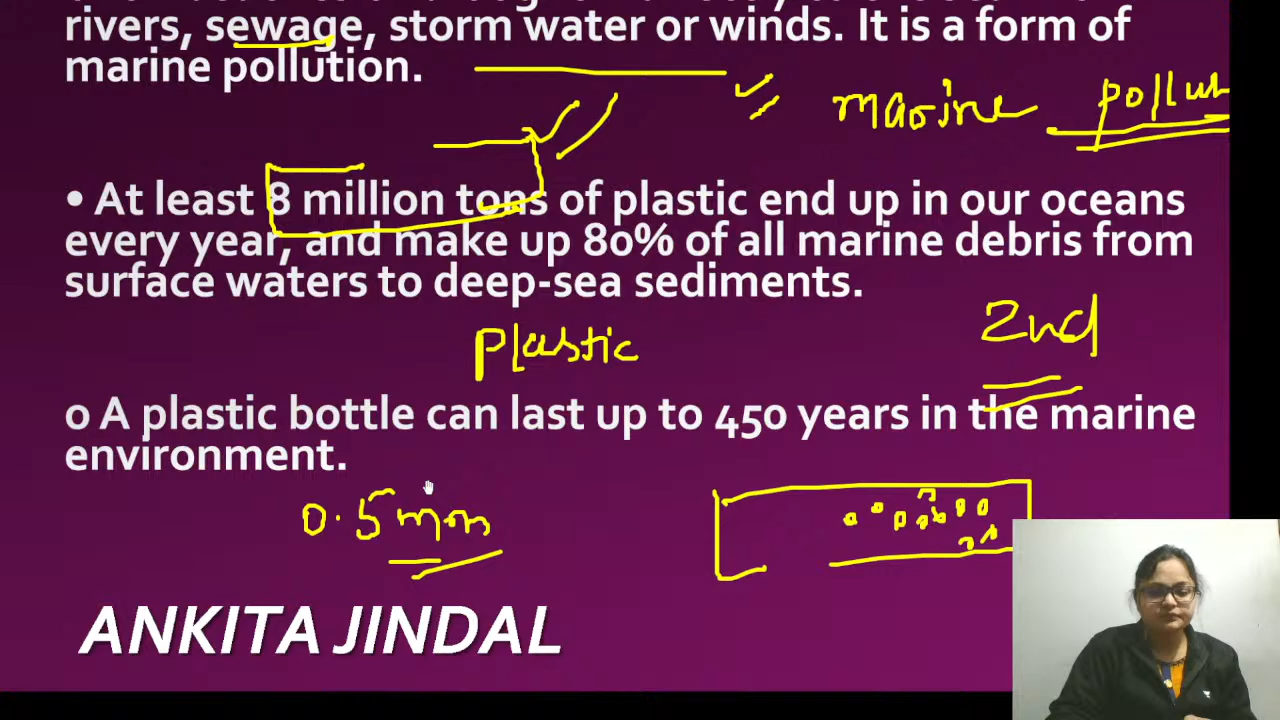 rivers, sewage, storm water or winds. It is a form of
marine pollution.
marine pollut
• At least 8 million tons of plastic end up in our oceans
every year, and make up 80% of all marine debris from
surface waters to deep-sea sediments.
Plastic
2nd
o A plastic bottle can last up to 450 years in the marine
environment.
0.5
ANKITA JINDAL